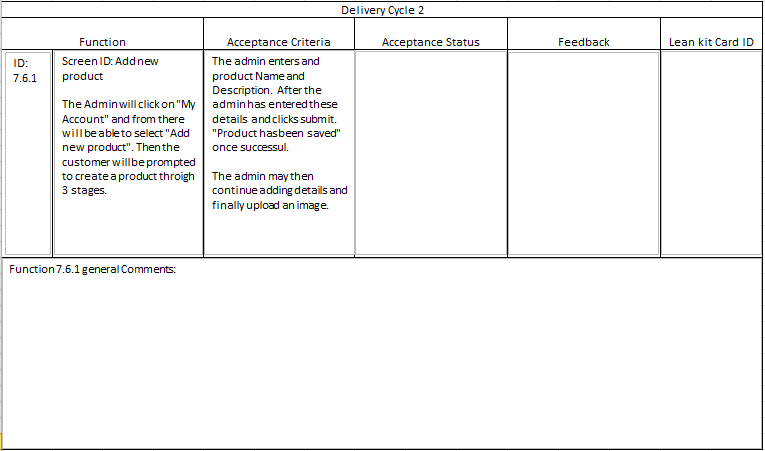 Delivery Cycle 2
Function
Acceptance Criteria
Acceptance Status
Feedback
Lean kit Card ID
ID:
7.6.1
Screen ID: Add new
product
The Admin will click on "My
Account" and from there
will be able to select "Add
new product". Then the
customer will be prompted
to create a product throigh
3 stages.
The admin enters and
product Name and
Description. After the
admin has entered these
details and clicks submit.
"Product has been saved"
once successul.
The admin may then
continue adding details and
finally upload an image.
Function 7.6.1 general Comments: